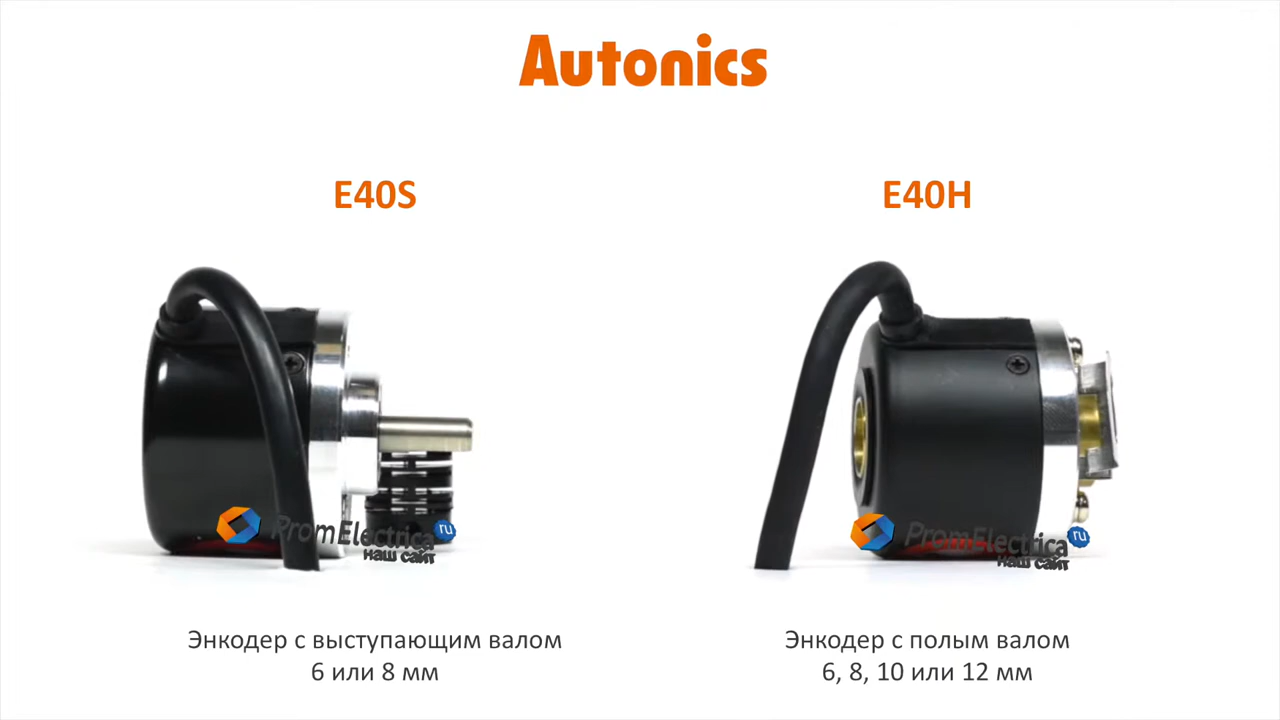 Autonics
E40S
E40H
PromElectrica ru
наш сайт
PromElectrica ru
наш сайт
Энкодер с выступающим валом
6 или 8 мм
Энкодер с полым валом
6, 8, 10 или 12 мм